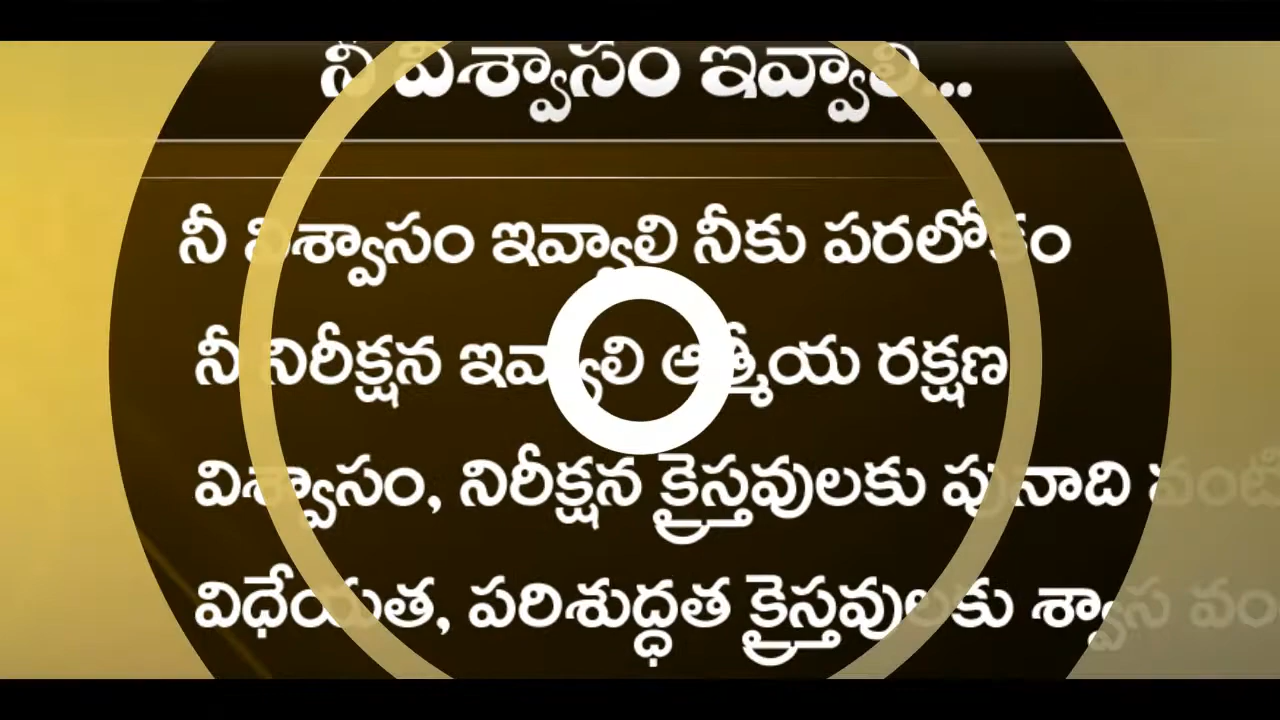 నీ విశ్వాసం ఇవ్వాలి...
నీ విశ్వాసం ఇవ్వాలి నీకు పరలోకం
నీ నిరీక్షన ఇవ్వాలి ఆత్మీయ రక్షణ
విశ్వాసం, నిరీక్షన క్రైస్తవులకు పునాది వంటి
విధేయత, పరిశుద్ధత క్రైస్తవులకు శ్వాస